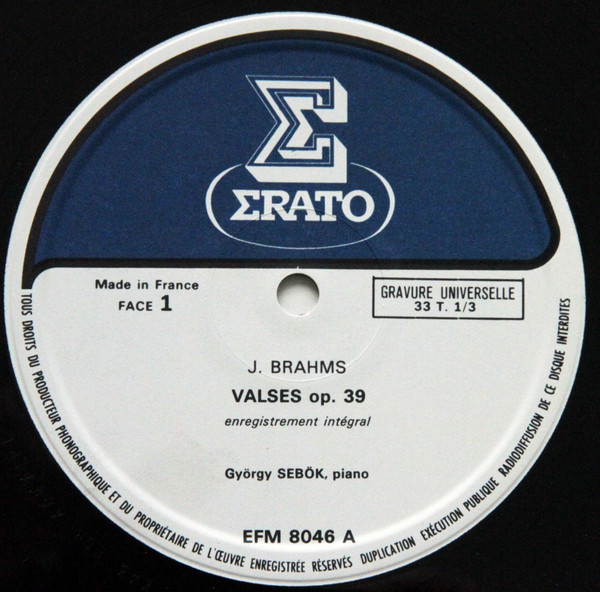 Σ
ΣRATO
Made in France
FACE 1
GRAVURE UNIVERSELLE
33 T. 1/3
J. BRAHMS
VALSES op. 39
enregistrement intégral
György SEBÖK, piano
EFM 8046 A
TOUS DROITS DU PRODUCTEUR PHONOGRAPHIQUE ET DU PROPRIÉTAIRE DE L'ŒUVRE ENREGISTRÉE RÉSERVÉS DUPLICATION EXÉCUTION PUBLIQUE RADIODIFFUSION DE CE DISQUE INTERDITES